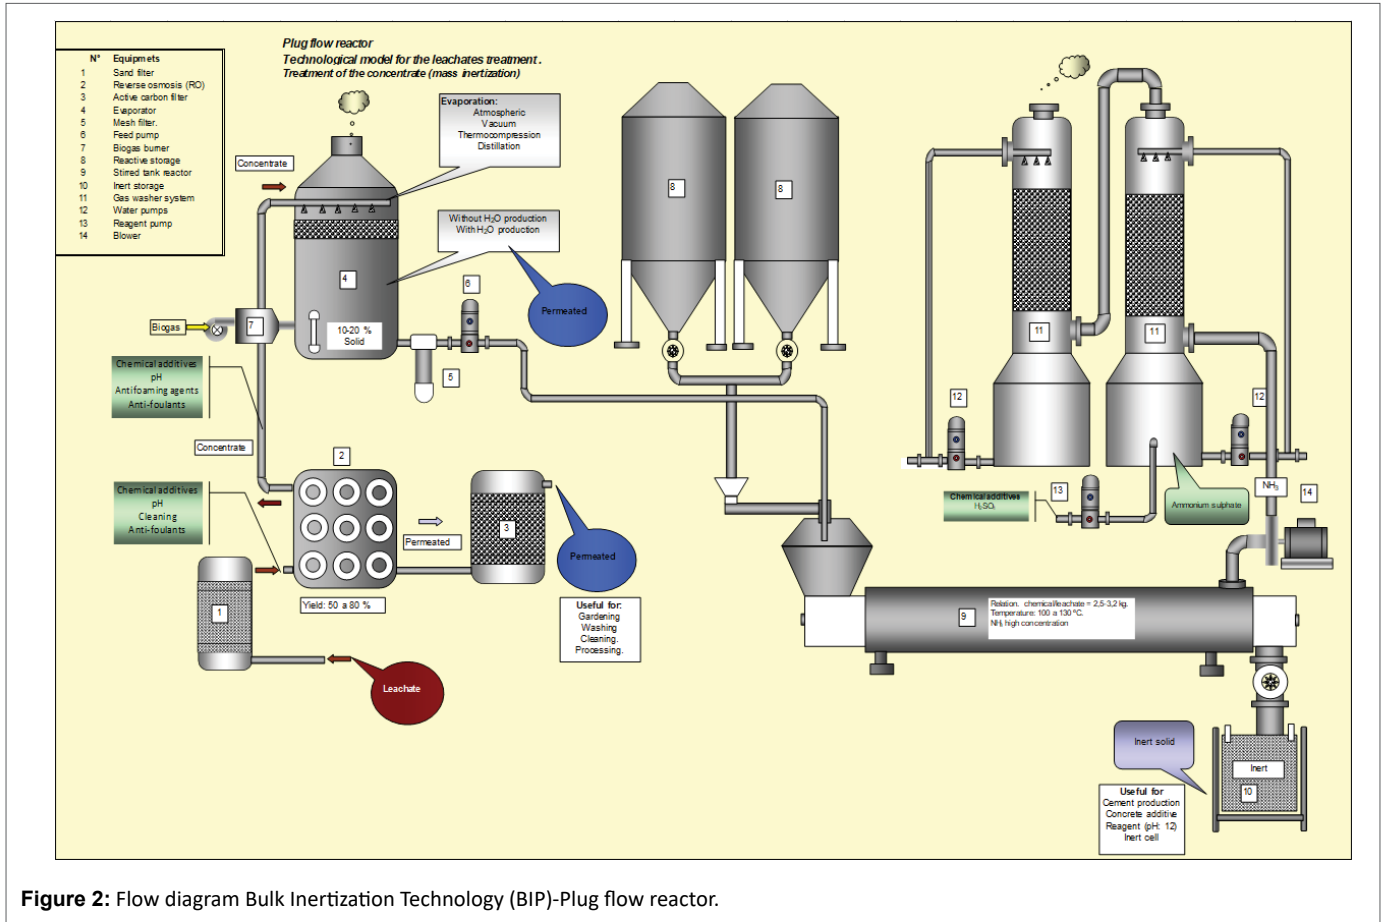 Plug flow reactor
Technological model for the leachates treatment .
Treatment of the concentrate (mass inertization)
N° Equipmets
1 Sand filter
2 Reverse osmosis (RO)
3 Active carbon filter
4 Evaporator
5 Mesh filter.
6 Feed pump
7 Biogas burner
8 Reactive storage
9 Stirred tank reactor
10 Inert storage
11 Gas washer system
12 Water pumps
13 Reagent pump
14 Blower
Evaporation:
Atmospheric
Vacuum
Thermocompression
Distillation
Concentrate
Without H₂O production
With H₂O production
Permeated
4
10-20 %
Solid
6
5
7
Biogas
8
8
11
11
12
12
Chemical additives
pH
Antifoaming agents
Anti-foulants
Concentrate
2
Chemical additives
pH
Cleaning
Anti-foulants
Permeated
3
Permeated
Yield: 50 a 80 %
1
Leachate
Useful for:
Gardening
Washing
Cleaning.
Processing.
Chemical additives
H₂SO₄
13
Ammonium sulphate
NH₃
14
9
Relation. chemical/leachate = 2,5-3,2 kg.
Temperature: 100 a 130 ºC.
NH₃ high concentration
Inert solid
Inert
10
Useful for
Cement production
Concrete additive
Reagent (pH: 12)
Inert cell
Figure 2: Flow diagram Bulk Inertization Technology (BIP)-Plug flow reactor.